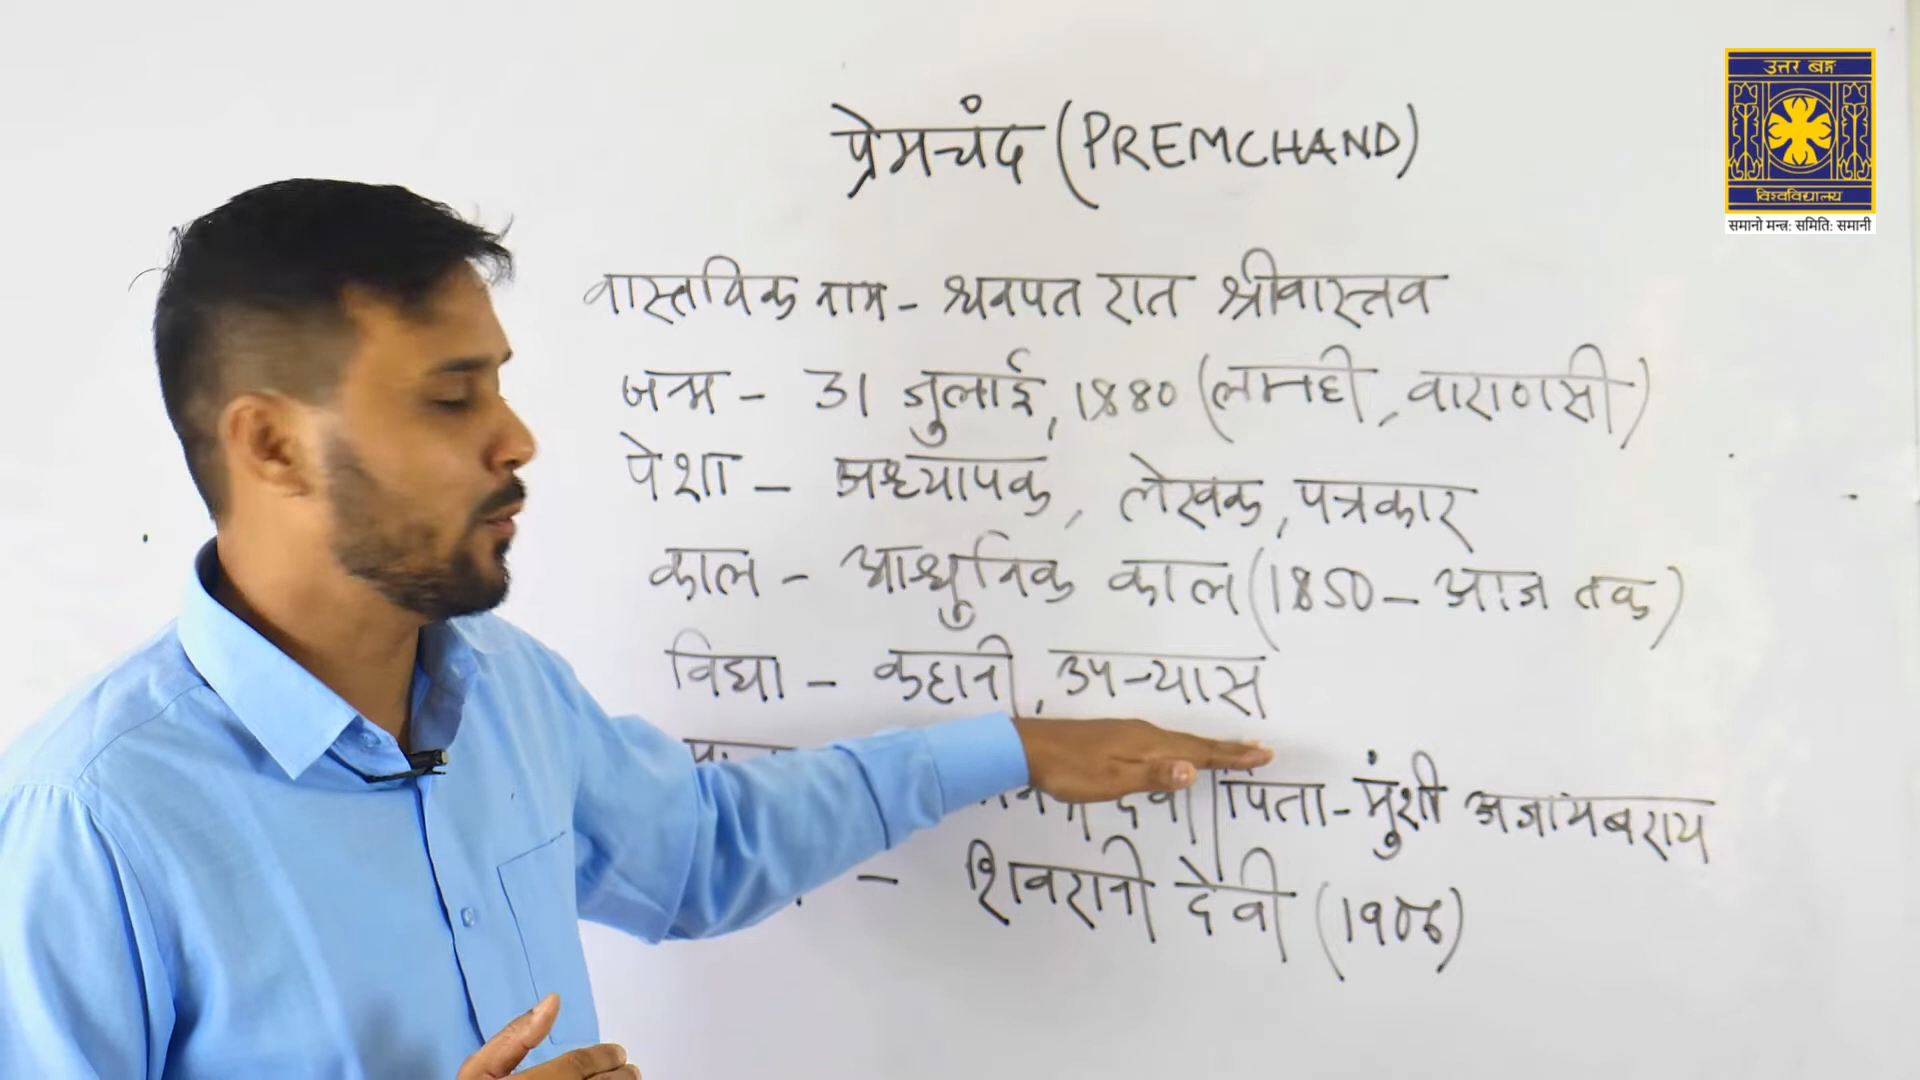 प्रेमचंद (PREMCHAND)
वास्तविक नाम - धनपत रात श्रीवास्तव
जन्म - 31 जुलाई, 1880 (लमही, वाराणसी)
पेशा - अध्यापक, लेखक, पत्रकार
काल - आधुनिक काल (1850 - आज तक)
विधा - कहानी, उपन्यास
देवी | पिता - मुंशी अजायबराय
- शिवरानी देवी (1906)
उत्तर बङ्ग
विश्वविद्यालय
समानो मन्त्र: समिति: समानी